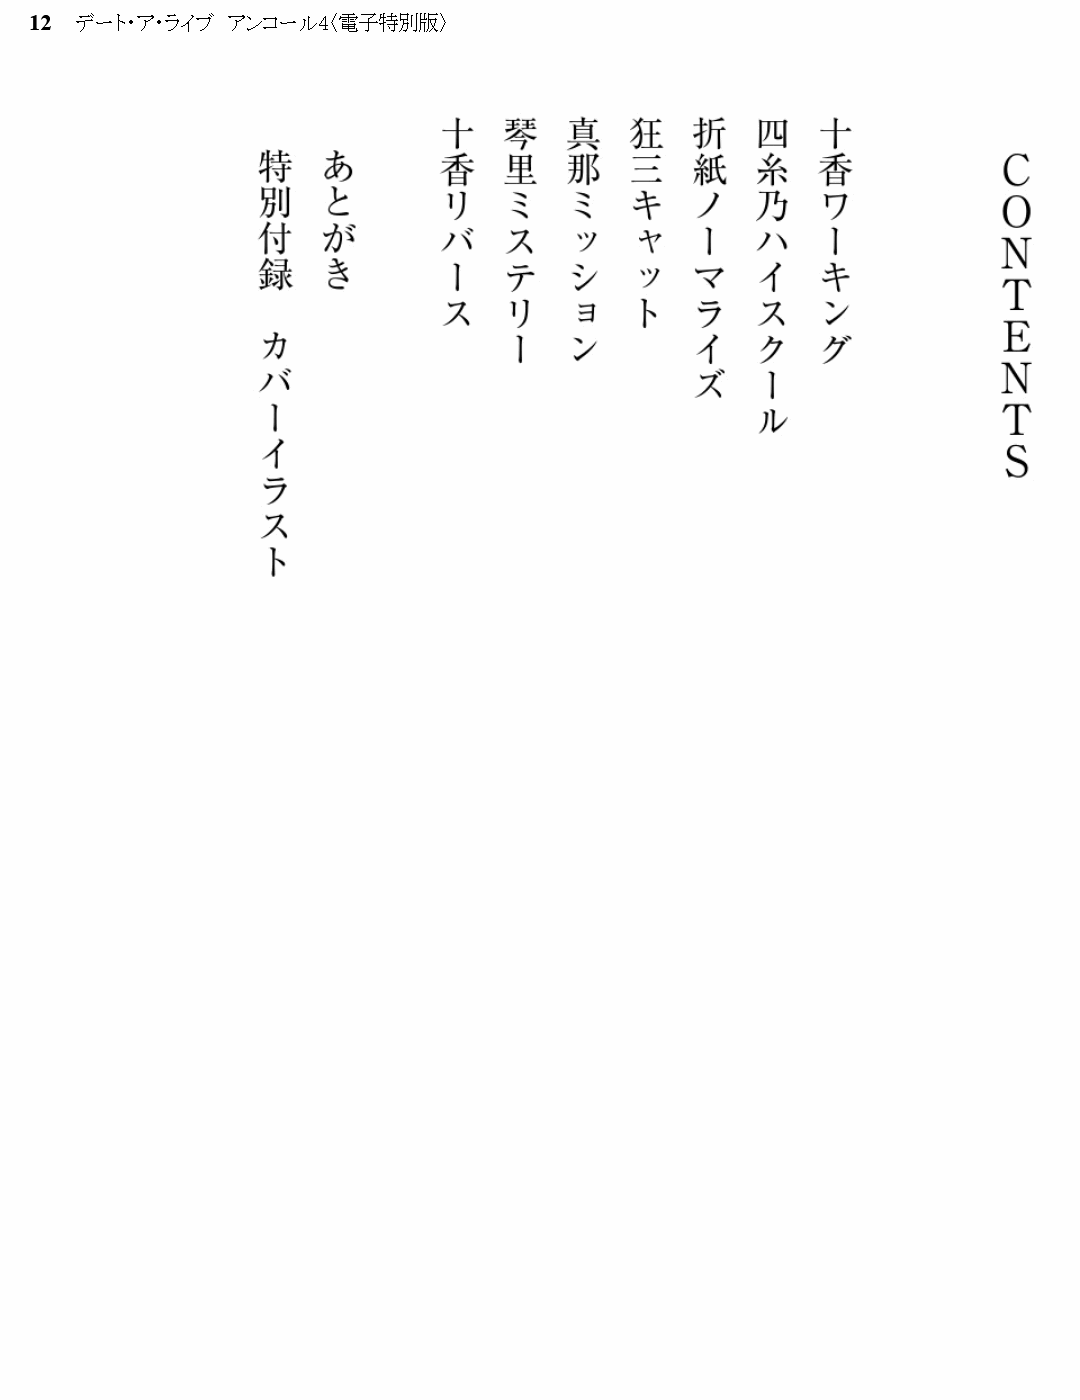 12 デート・ア・ライブ アンコール4〈電子特別版〉
CONTENTS
十香ワーキング
四糸乃ハイスクール
折紙ノーマライズ
狂三キャット
真那ミッション
琴里ミステリー
十香リバース
あとがき
特別付録 カバーイラスト